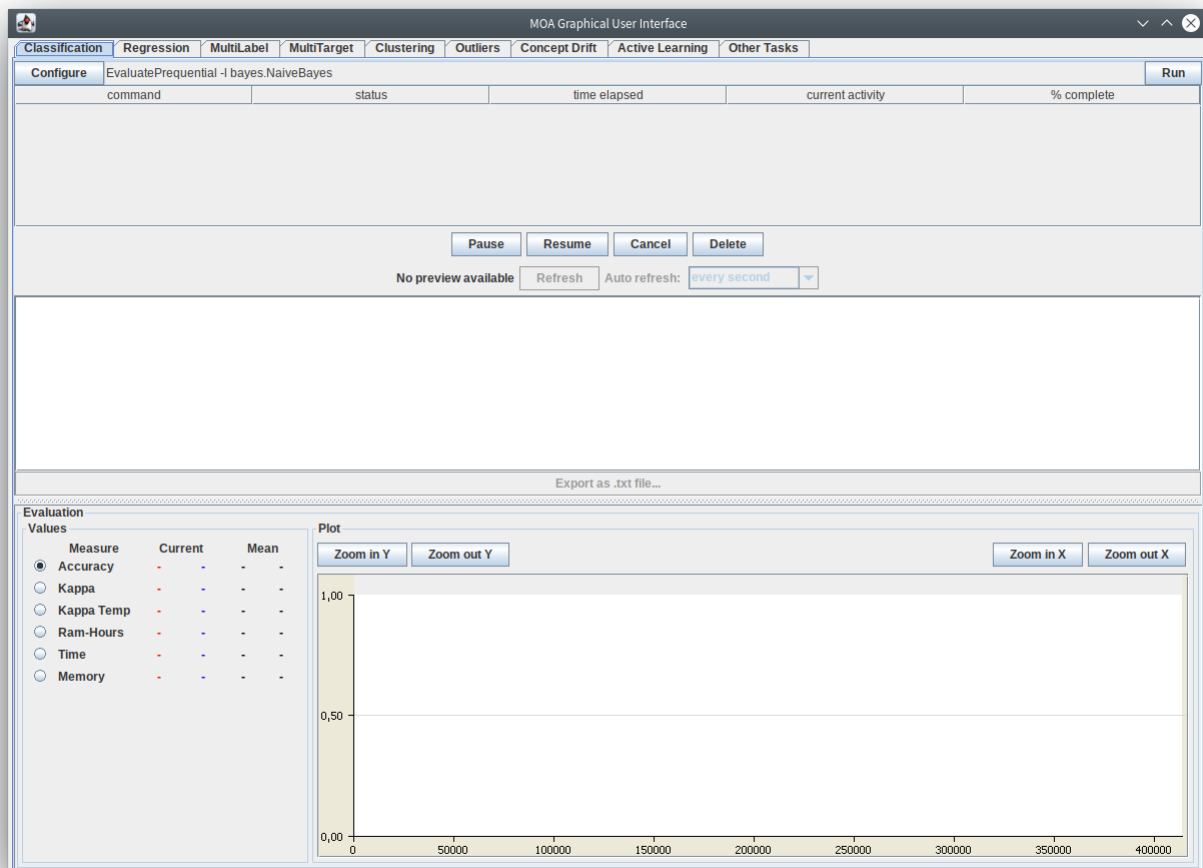 MOA Graphical User Interface
Classification Regression MultiLabel MultiTarget Clustering Outliers Concept Drift Active Learning Other Tasks
Configure EvaluatePrequential -l bayes.NaiveBayes Run
command status time elapsed current activity % complete
Pause Resume Cancel Delete
No preview available Refresh Auto refresh: every second
Export as .txt file...
Evaluation
Values Plot
Measure Current Mean
Zoom in Y Zoom out Y Zoom in X Zoom out X
Accuracy - - - -
Kappa - - - -
Kappa Temp - - - -
Ram-Hours - - - -
Time - - - -
Memory - - - -
1,00
0,50
0,00
0 50000 100000 150000 200000 250000 300000 350000 400000